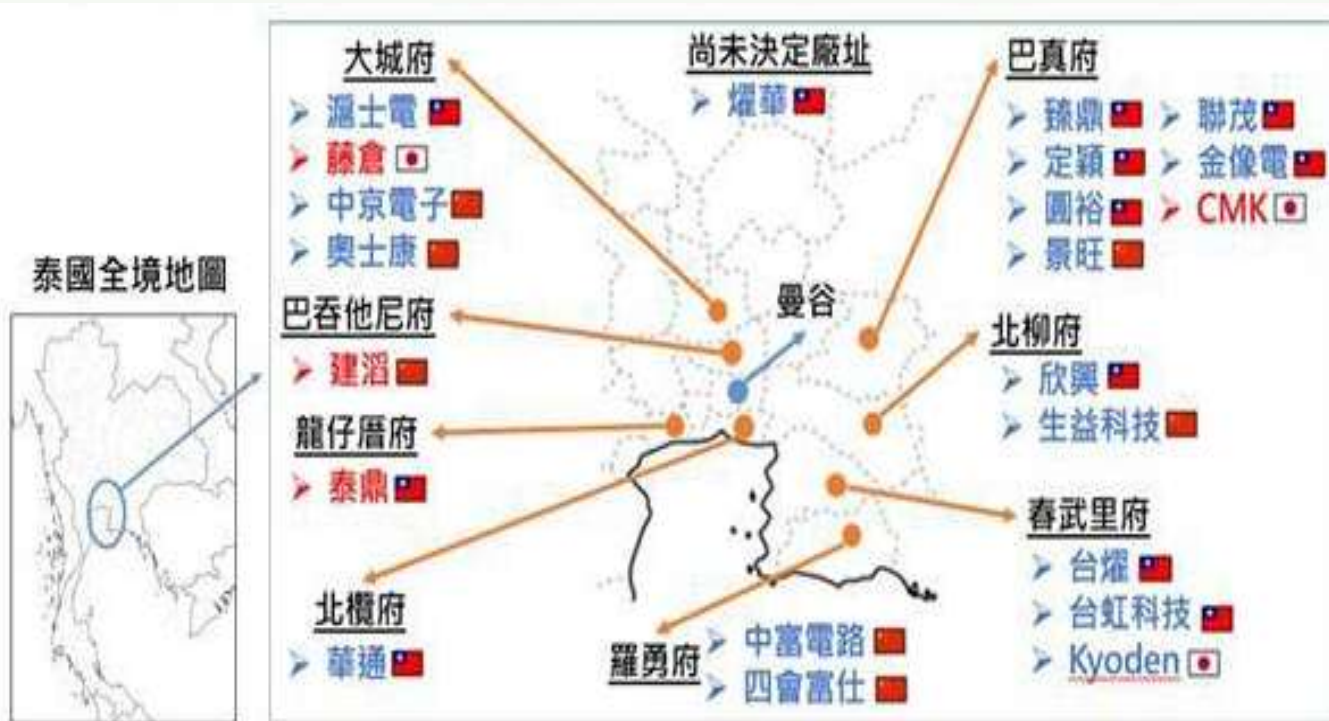 泰國全境地圖
大城府
滬士電
藤倉
中京電子
奧士康
巴吞他尼府
建滔
龍仔厝府
泰鼎
北欖府
華通
尚未決定廠址
燿華
曼谷
羅勇府
中富電路
四會富仕
巴真府
臻鼎
聯茂
定穎
金像電
圓裕
CMK
景旺
北柳府
欣興
生益科技
春武里府
台燿
台虹科技
Kyoden